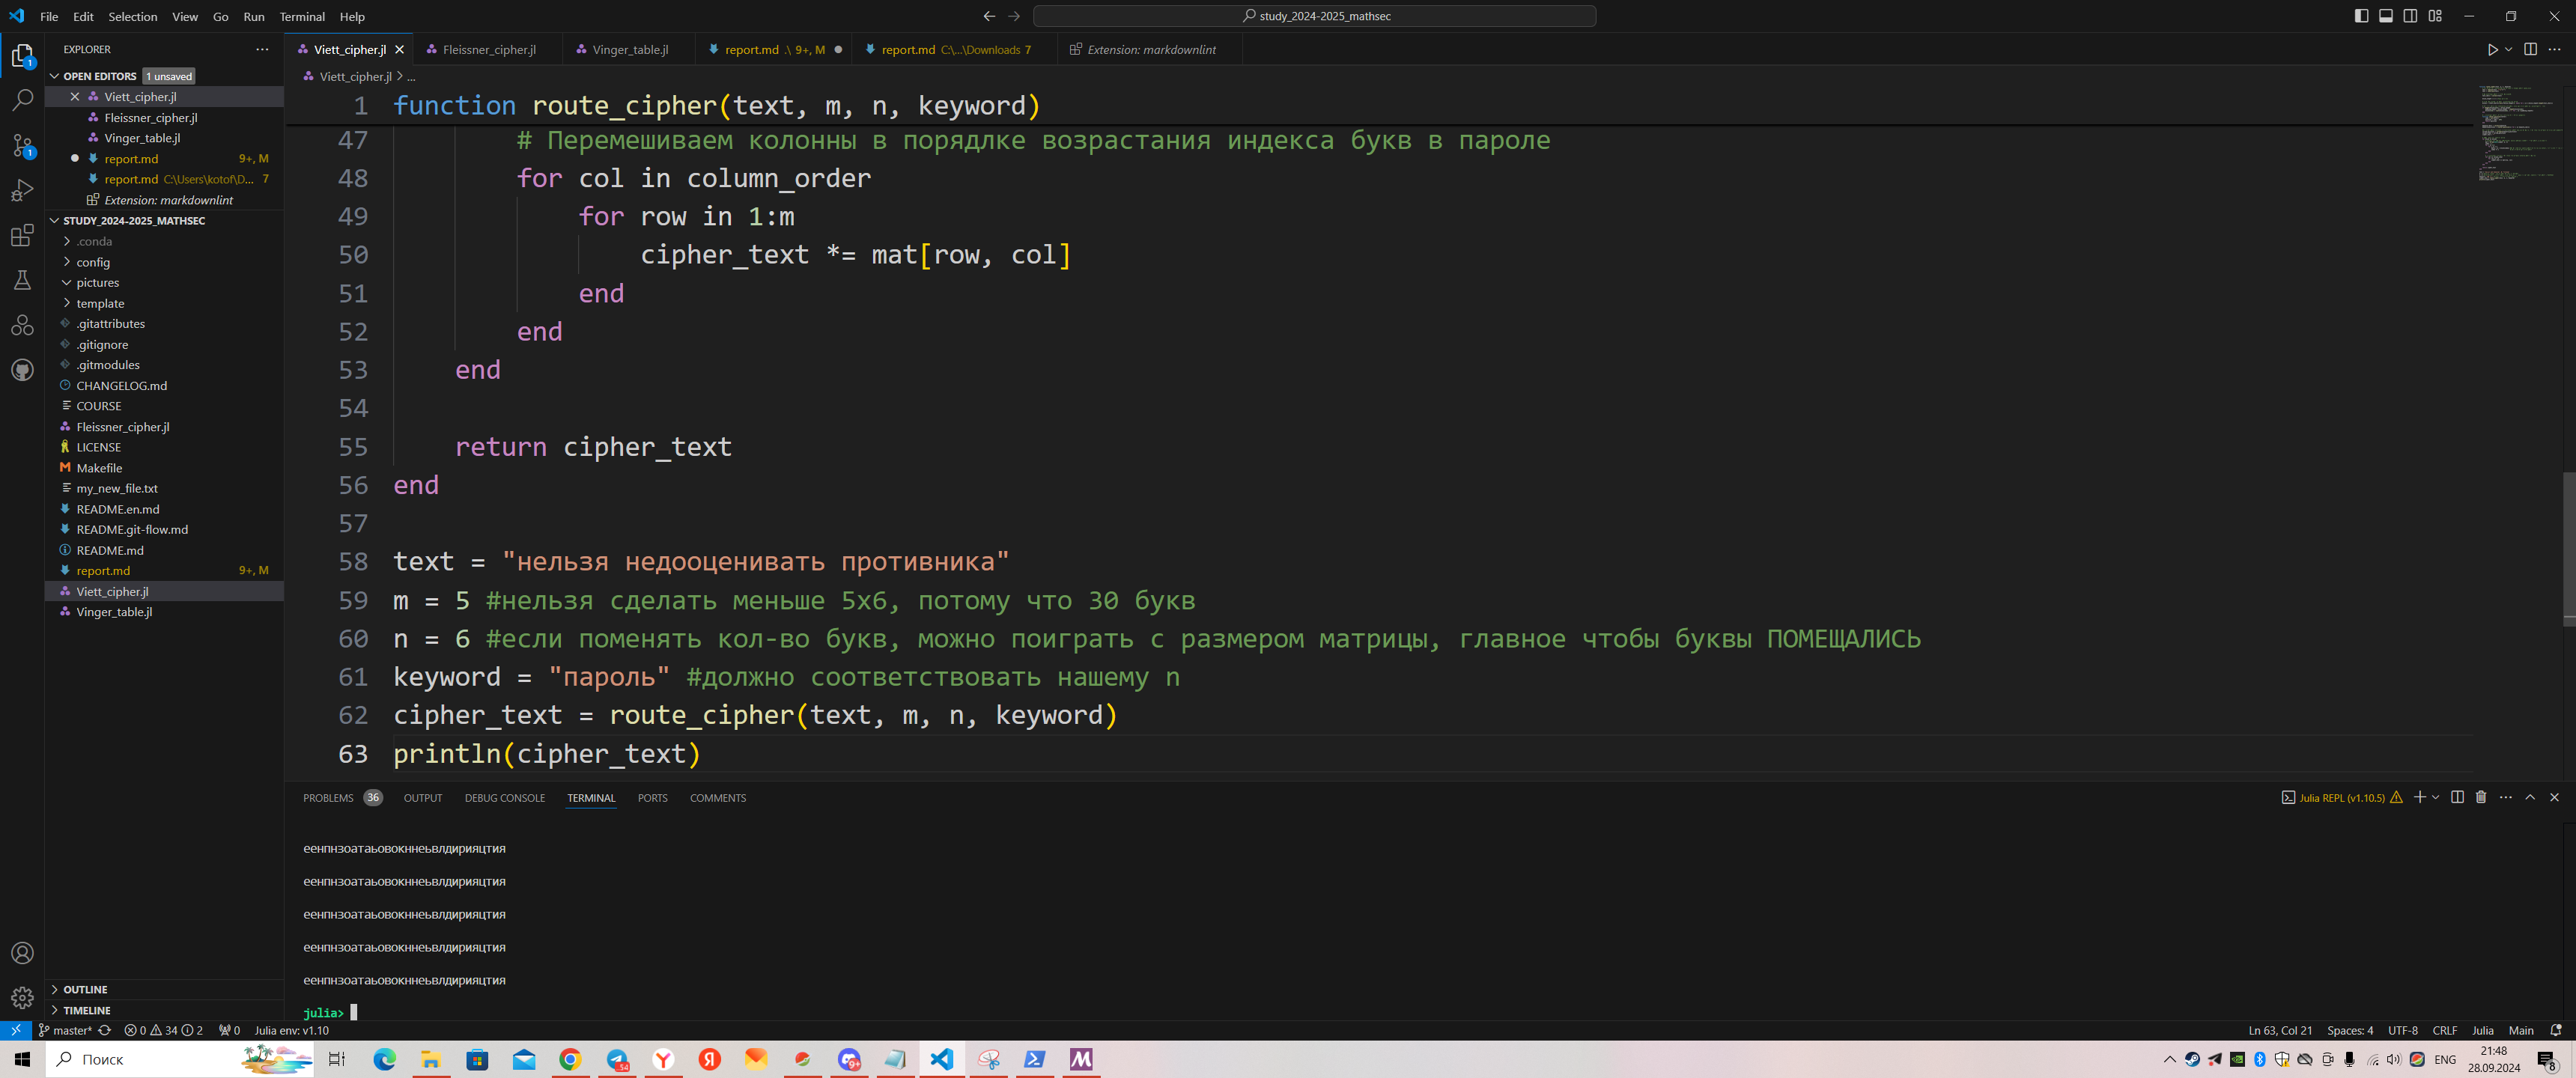 File Edit Selection View Go Run Terminal Help
study_2024-2025_mathsec
EXPLORER
OPEN EDITORS 1 unsaved
Viett_cipher.jl
Fleissner_cipher.jl
Vinger_table.jl
report.md 9+, M
report.md C:\Users\kotof\D... 7
Extension: markdownlint
STUDY_2024-2025_MATHSEC
.conda
config
pictures
template
.gitattributes
.gitignore
.gitmodules
CHANGELOG.md
COURSE
Fleissner_cipher.jl
LICENSE
Makefile
my_new_file.txt
README.en.md
README.git-flow.md
README.md
report.md 9+, M
Viett_cipher.jl
Vinger_table.jl
OUTLINE
TIMELINE
Viett_cipher.jl Fleissner_cipher.jl Vinger_table.jl report.md .\ 9+, M report.md C:\...\Downloads 7 Extension: markdownlint
Viett_cipher.jl > ...
1 function route_cipher(text, m, n, keyword)
47 # Перемешиваем колонны в порядлке возрастания индекса букв в пароле
48 for col in column_order
49 for row in 1:m
50 cipher_text *= mat[row, col]
51 end
52 end
53 end
54
55 return cipher_text
56 end
57
58 text = "нельзя недооценивать противника"
59 m = 5 #нельзя сделать меньше 5х6, потому что 30 букв
60 n = 6 #если поменять кол-во букв, можно поиграть с размером матрицы, главное чтобы буквы ПОМЕЩАЛИСЬ
61 keyword = "пароль" #должно соответствовать нашему n
62 cipher_text = route_cipher(text, m, n, keyword)
63 println(cipher_text)
PROBLEMS 36 OUTPUT DEBUG CONSOLE TERMINAL PORTS COMMENTS
Julia REPL (v1.10.5)
еенпнзоатаьовокннеьвлдирияцтия
еенпнзоатаьовокннеьвлдирияцтия
еенпнзоатаьовокннеьвлдирияцтия
еенпнзоатаьовокннеьвлдирияцтия
еенпнзоатаьовокннеьвлдирияцтия
julia>
master* 0 34 2 0 Julia env: v1.10
Ln 63, Col 21 Spaces: 4 UTF-8 CRLF Julia Main
Поиск
ENG
21:48
28.09.2024